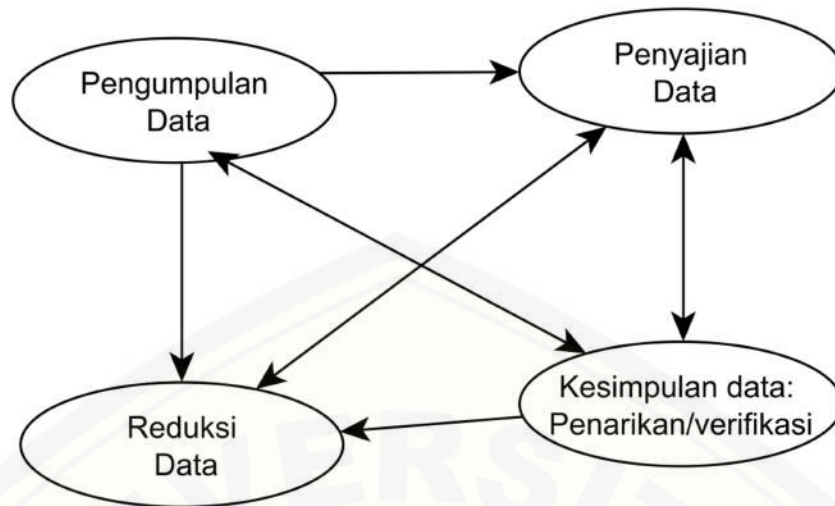 Pengumpulan
Data
Penyajian
Data
Reduksi
Data
Kesimpulan data:
Penarikan/verifikasi